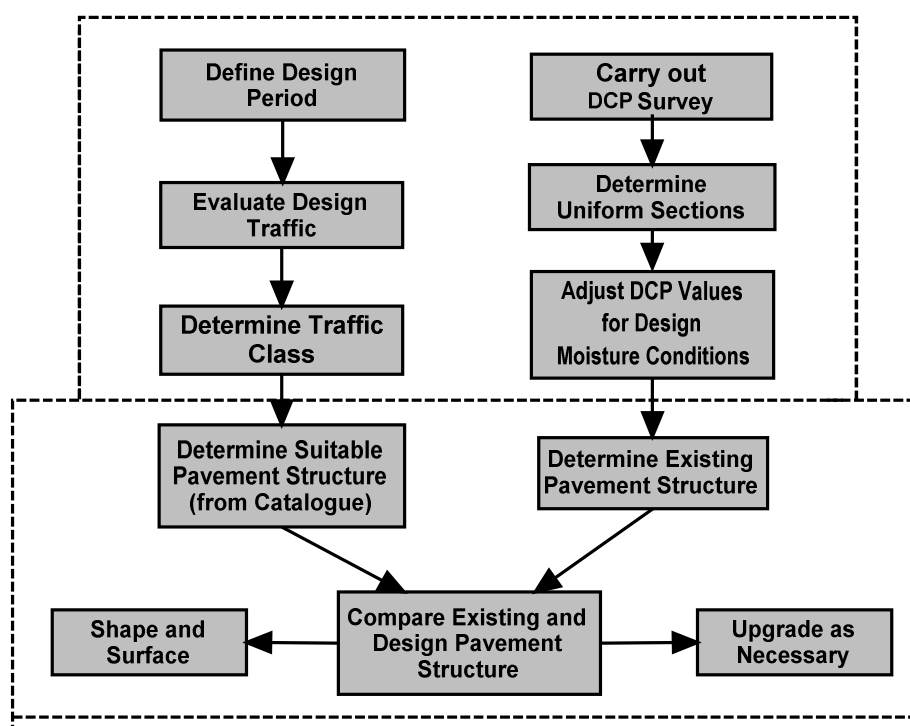 Define Design
Period
Evaluate Design
Traffic
Determine Traffic
Class
Determine Suitable
Pavement Structure
(from Catalogue)
Carry out
DCP Survey
Determine
Uniform Sections
Adjust DCP Values
for Design
Moisture Conditions
Determine Existing
Pavement Structure
Compare Existing and
Design Pavement
Structure
Shape and
Surface
Upgrade as
Necessary